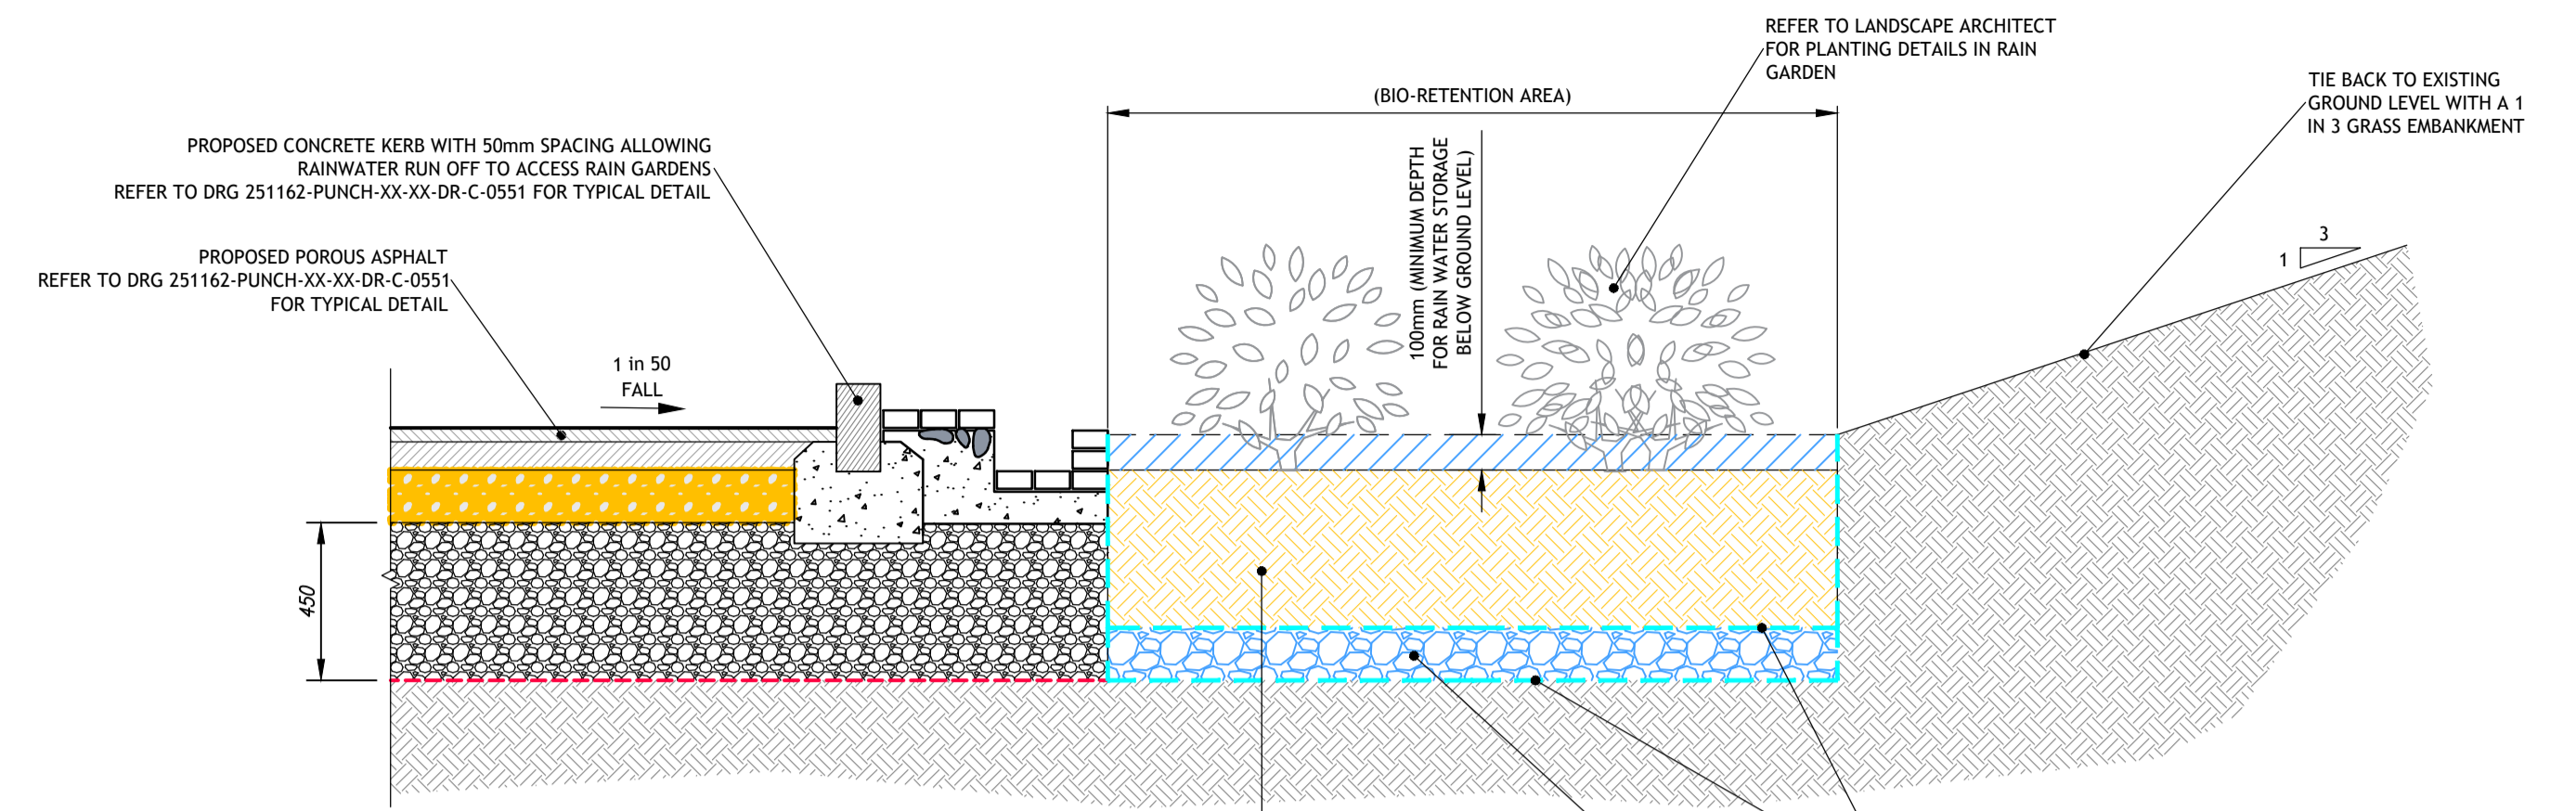 REFER TO LANDSCAPE ARCHITECT
FOR PLANTING DETAILS IN RAIN
GARDEN
TIE BACK TO EXISTING
GROUND LEVEL WITH A 1
IN 3 GRASS EMBANKMENT
(BIO-RETENTION AREA)
PROPOSED CONCRETE KERB WITH 50mm SPACING ALLOWING
RAINWATER RUN OFF TO ACCESS RAIN GARDENS
REFER TO DRG 251162-PUNCH-XX-XX-DR-C-0551 FOR TYPICAL DETAIL
100mm (MINIMUM DEPTH
FOR RAIN WATER STORAGE
BELOW GROUND LEVEL)
PROPOSED POROUS ASPHALT
REFER TO DRG 251162-PUNCH-XX-XX-DR-C-0551
FOR TYPICAL DETAIL
3
1
1 in 50
FALL
450